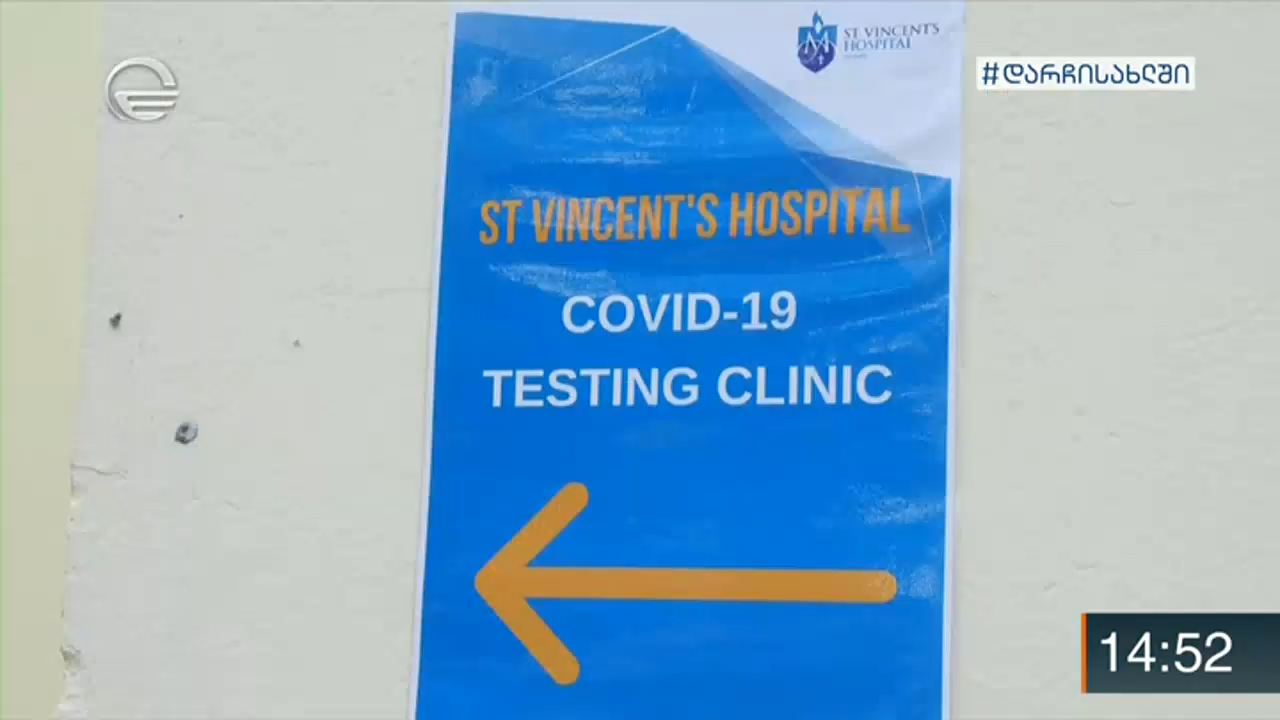 ST VINCENT'S
HOSPITAL
#ᲓᲐᲠᲩᲘᲡᲐᲮᲚᲨᲘ
ST VINCENT'S HOSPITAL
COVID-19
TESTING CLINIC
14:52